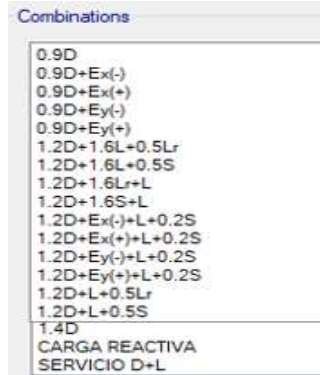 Combinations
0.9D
0.9D+Ex(-)
0.9D+Ex(+)
0.9D+Ey(-)
0.9D+Ey(+)
1.2D+1.6L+0.5Lr
1.2D+1.6L+0.5S
1.2D+1.6Lr+L
1.2D+1.6S+L
1.2D+Ex(-)+L+0.2S
1.2D+Ex(+)+L+0.2S
1.2D+Ey(-)+L+0.2S
1.2D+Ey(+)+L+0.2S
1.2D+L+0.5Lr
1.2D+L+0.5S
1.4D
CARGA REACTIVA
SERVICIO D+L